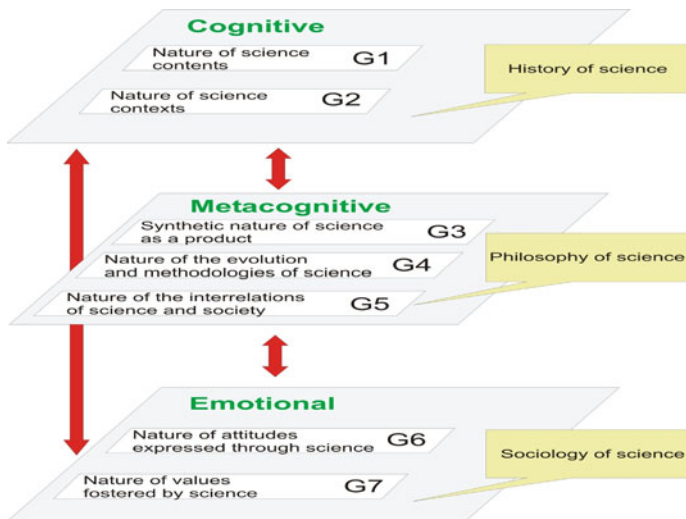 Cognitive
Nature of science
contents
G1
Nature of science
contexts
G2
History of science
Metacognitive
Synthetic nature of science
as a product
G3
Nature of the evolution
and methodologies of science
G4
Nature of the interrelations
of science and society
G5
Philosophy of science
Emotional
Nature of attitudes
expressed through science
G6
Nature of values
fostered by science
G7
Sociology of science